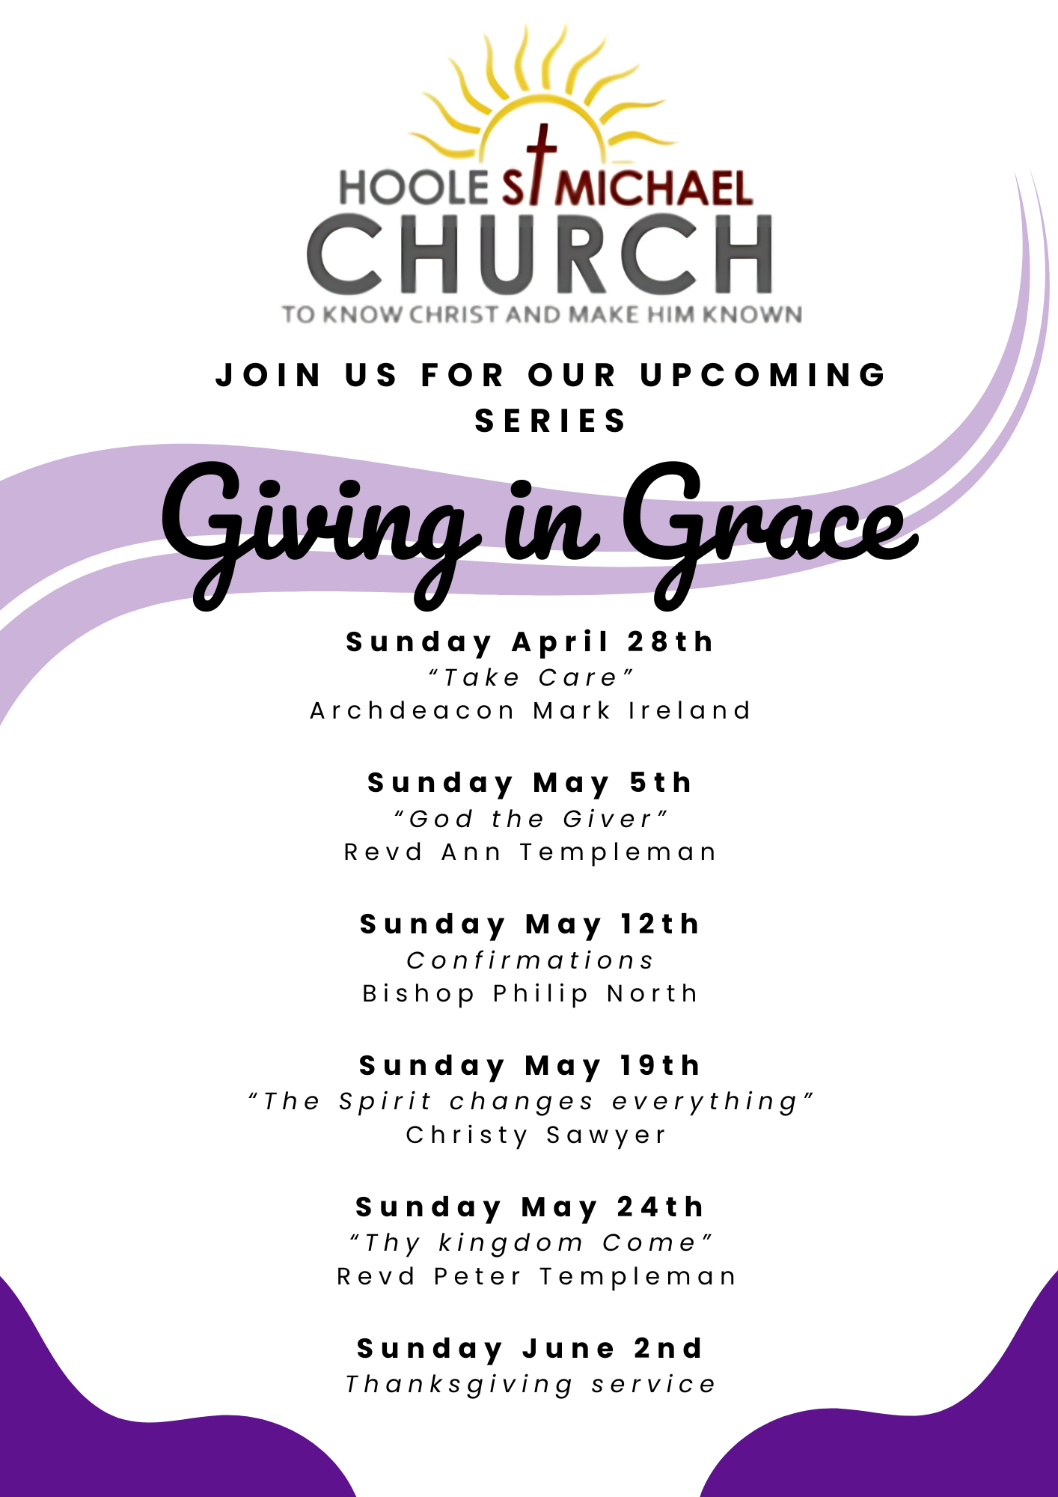 HOOLE ST MICHAEL
CHURCH
TO KNOW CHRIST AND MAKE HIM KNOWN
JOIN US FOR OUR UPCOMING
SERIES
Giving in Grace
Sunday April 28th
“Take Care”
Archdeacon Mark Ireland
Sunday May 5th
“God the Giver”
Revd Ann Templeman
Sunday May 12th
Confirmations
Bishop Philip North
Sunday May 19th
“The Spirit changes everything”
Christy Sawyer
Sunday May 24th
“Thy kingdom Come”
Revd Peter Templeman
Sunday June 2nd
Thanksgiving service